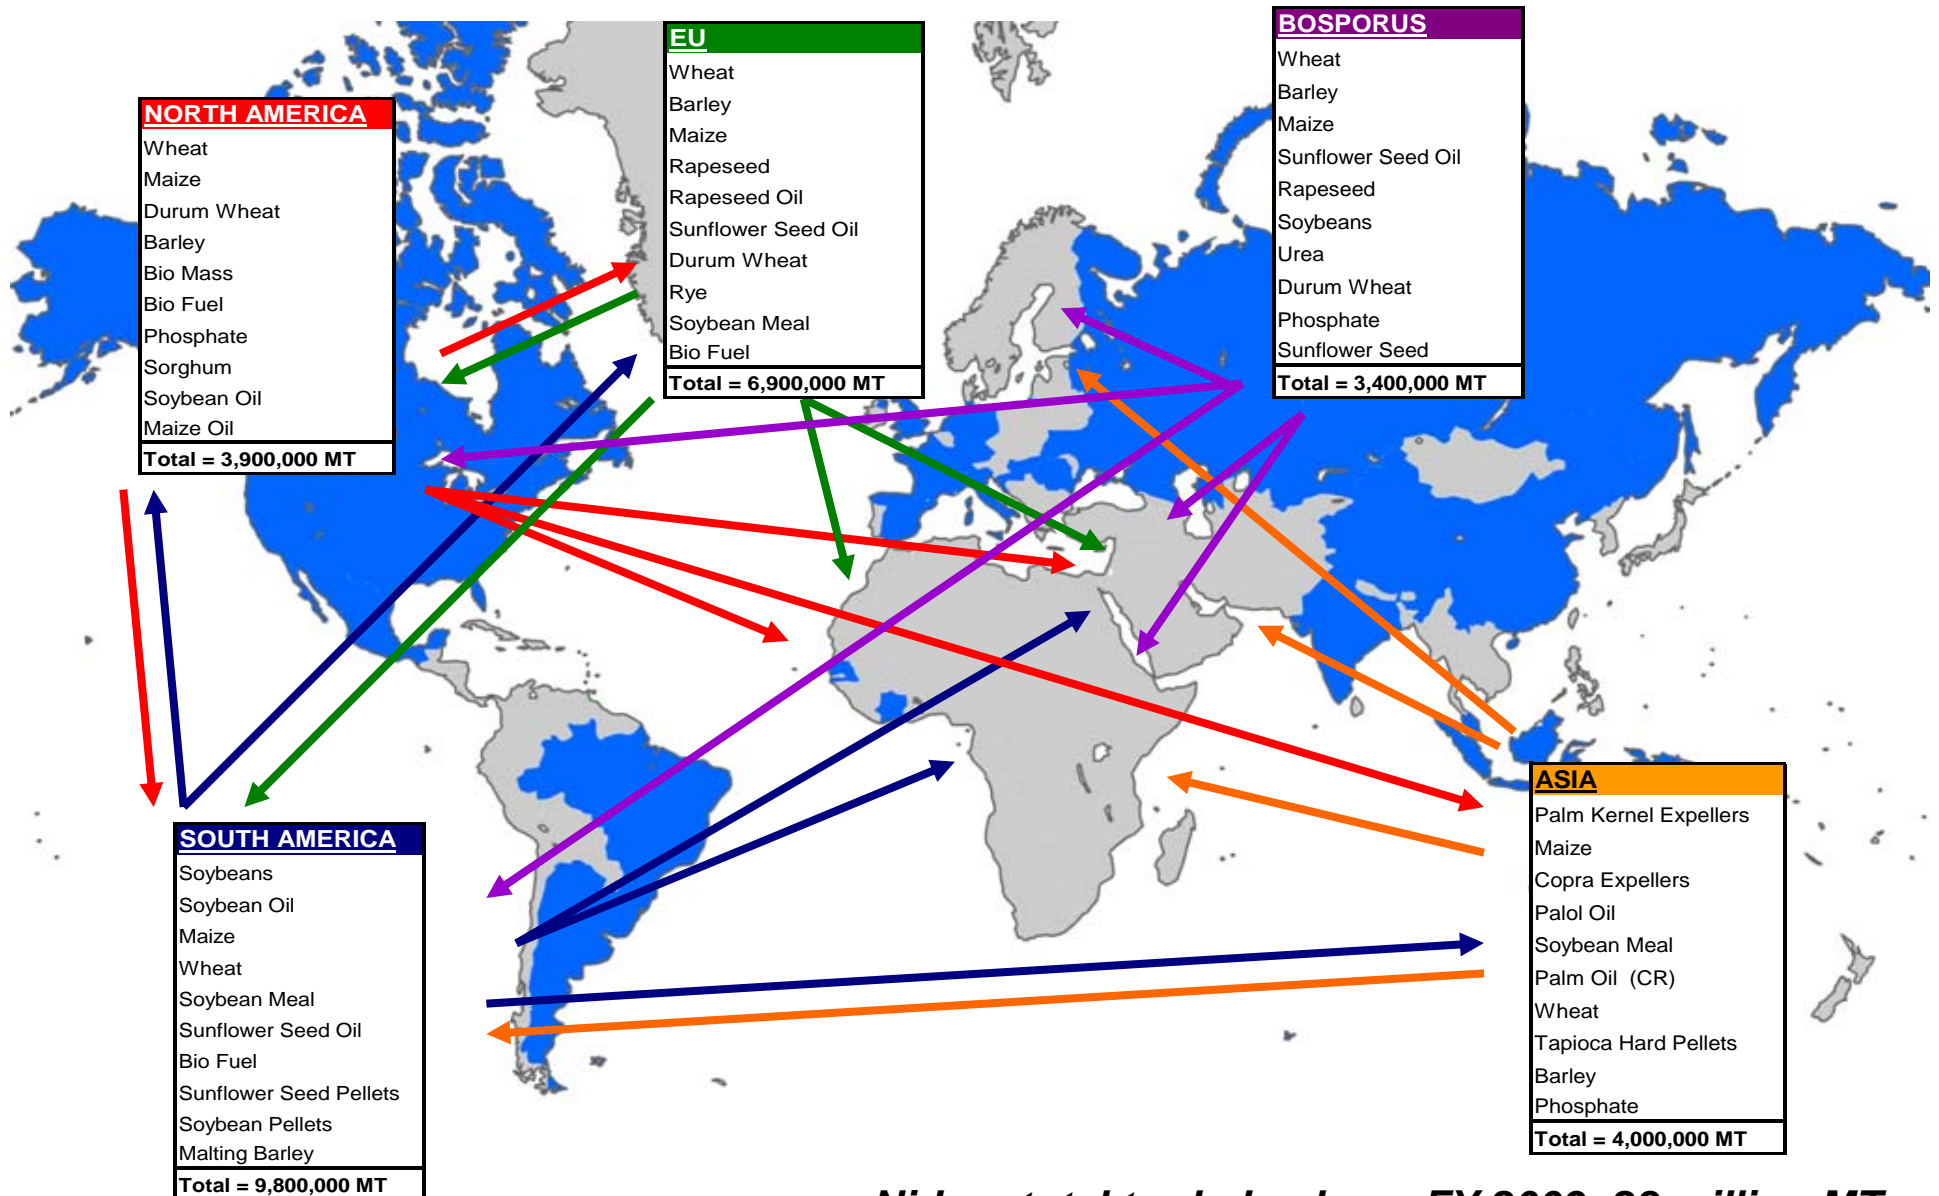 NORTH AMERICA
Wheat
Maize
Durum Wheat
Barley
Bio Mass
Bio Fuel
Phosphate
Sorghum
Soybean Oil
Maize Oil
Total = 3,900,000 MT
EU
Wheat
Barley
Maize
Rapeseed
Rapeseed Oil
Sunflower Seed Oil
Durum Wheat
Rye
Soybean Meal
Bio Fuel
Total = 6,900,000 MT
BOSPORUS
Wheat
Barley
Maize
Sunflower Seed Oil
Rapeseed
Soybeans
Urea
Durum Wheat
Phosphate
Sunflower Seed
Total = 3,400,000 MT
SOUTH AMERICA
Soybeans
Soybean Oil
Maize
Wheat
Soybean Meal
Sunflower Seed Oil
Bio Fuel
Sunflower Seed Pellets
Soybean Pellets
Malting Barley
Total = 9,800,000 MT
ASIA
Palm Kernel Expellers
Maize
Copra Expellers
Palol Oil
Soybean Meal
Palm Oil (CR)
Wheat
Tapioca Hard Pellets
Barley
Phosphate
Total = 4,000,000 MT
total MT